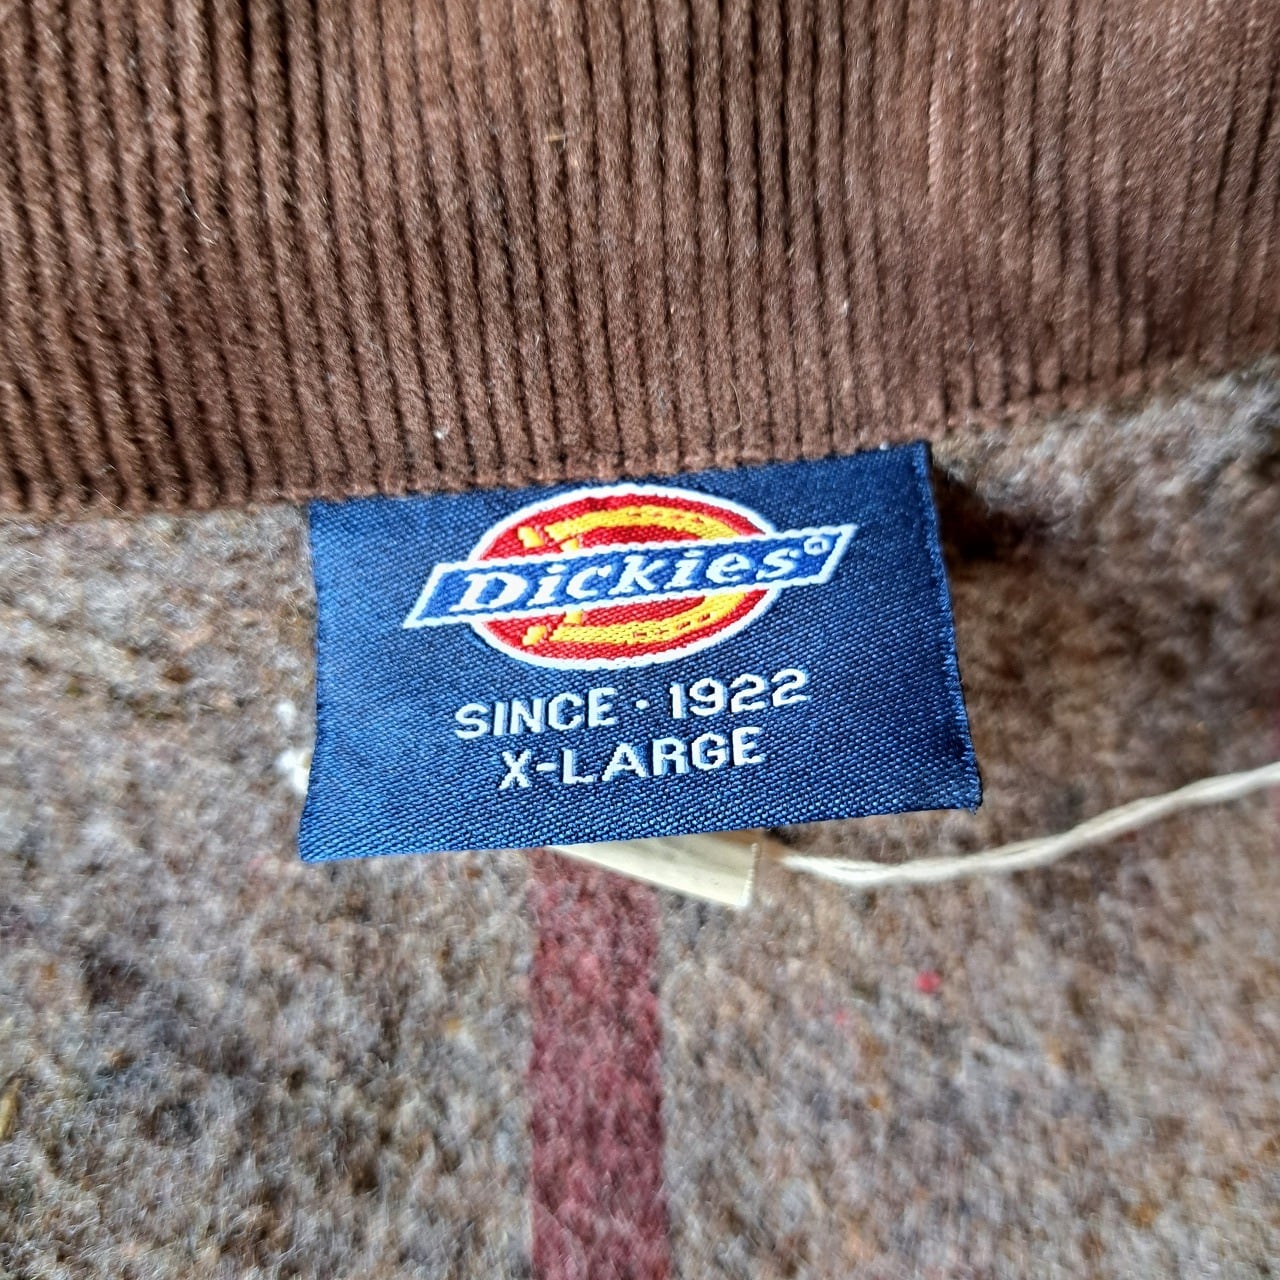 Dickies®
SINCE · 1922
X-LARGE